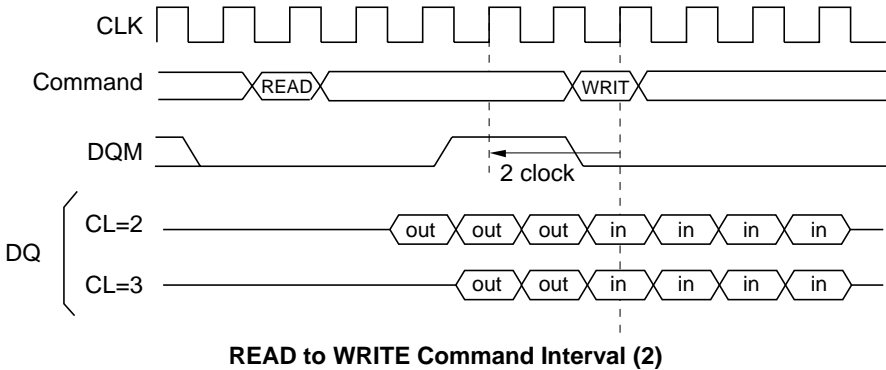 CLK
Command READ WRIT
DQM
2 clock
DQ
CL=2 out out out in in in in
CL=3 out out in in in in
READ to WRITE Command Interval (2)